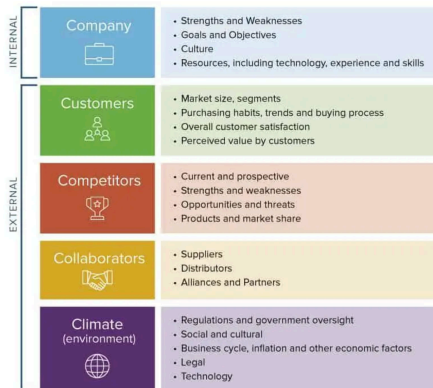 INTERNAL
Company
• Strengths and Weaknesses
• Goals and Objectives
• Culture
• Resources, including technology, experience and skills
EXTERNAL
Customers
• Market size, segments
• Purchasing habits, trends and buying process
• Overall customer satisfaction
• Perceived value by customers
Competitors
• Current and prospective
• Strengths and weaknesses
• Opportunities and threats
• Products and market share
Collaborators
• Suppliers
• Distributors
• Alliances and Partners
Climate
(environment)
• Regulations and government oversight
• Social and cultural
• Business cycle, inflation and other economic factors
• Legal
• Technology